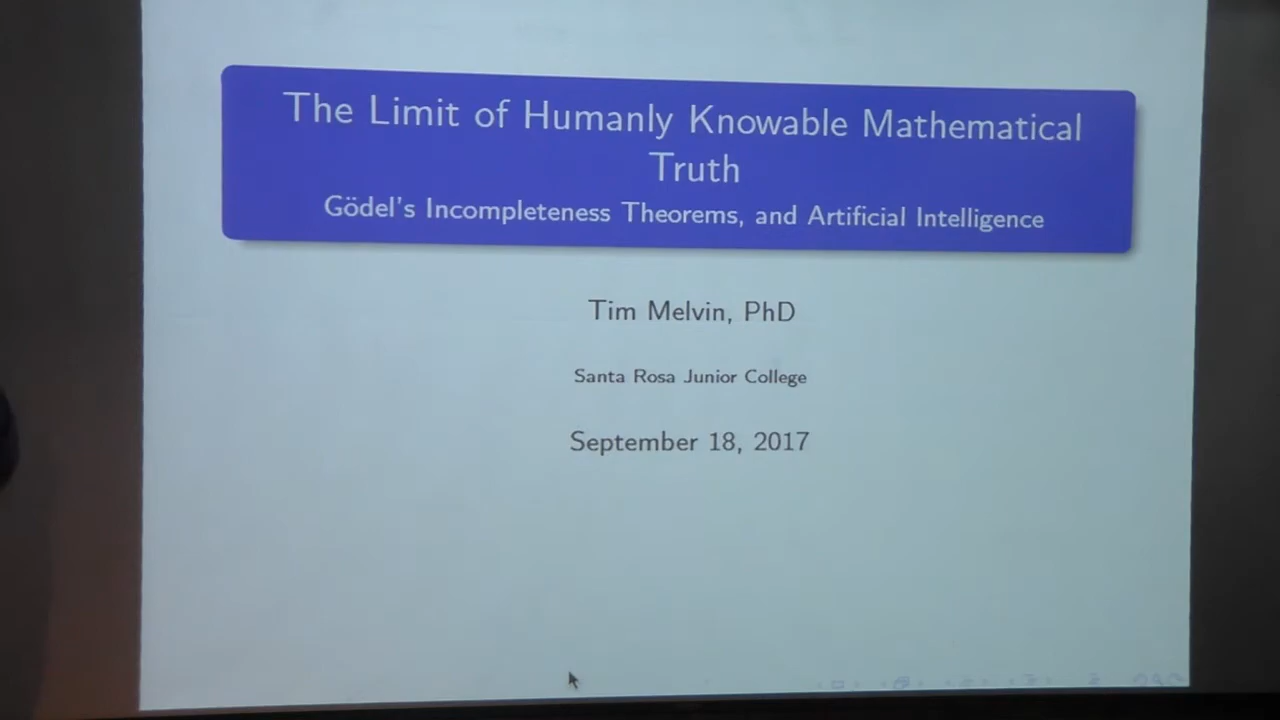 The Limit of Humanly Knowable Mathematical
Truth
Gödel's Incompleteness Theorems, and Artificial Intelligence
Tim Melvin, PhD
Santa Rosa Junior College
September 18, 2017